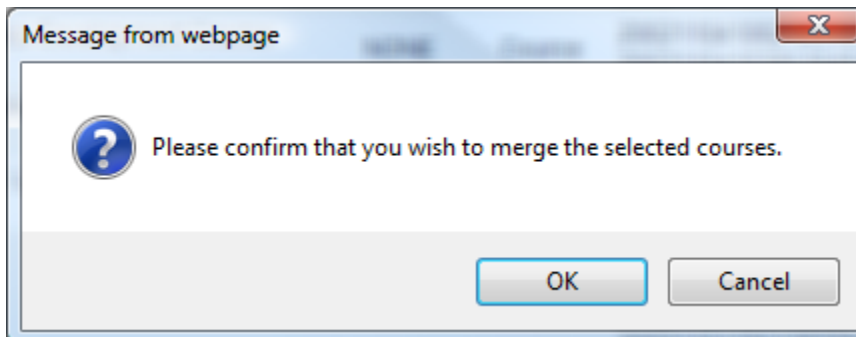 Message from webpage
Please confirm that you wish to merge the selected courses.
OK
Cancel